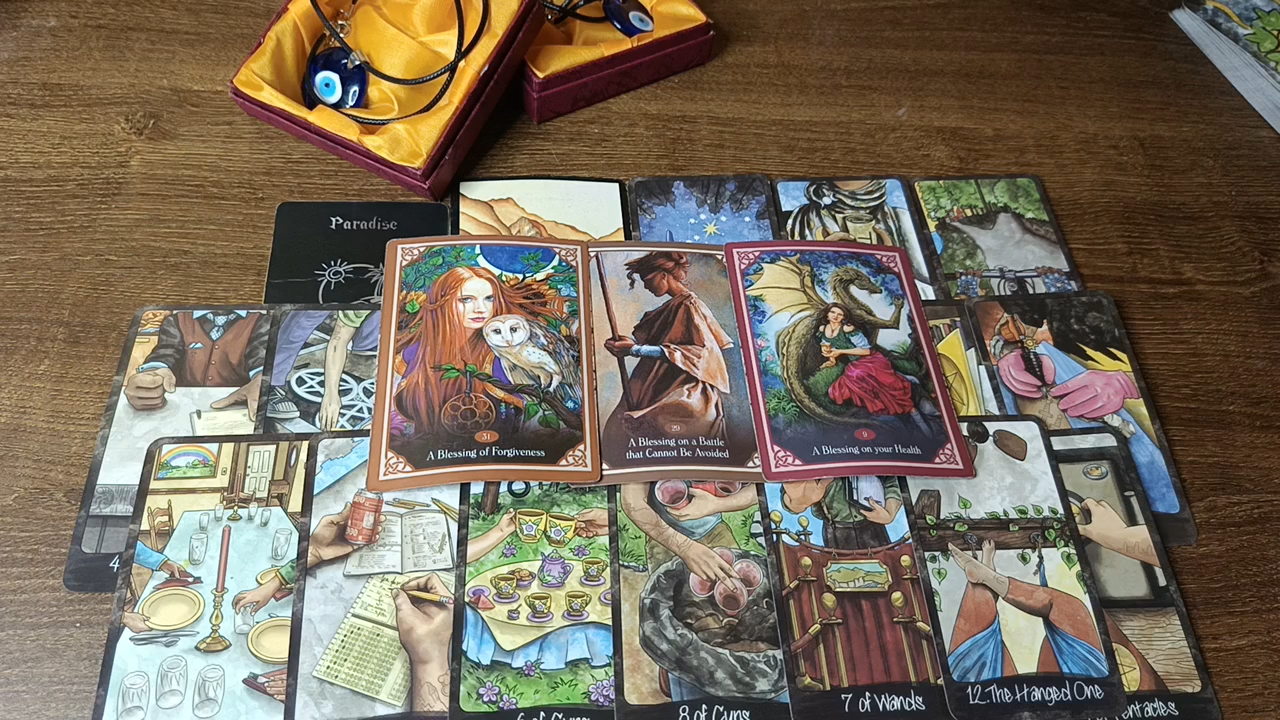 Paradise
31
A Blessing of Forgiveness
29
A Blessing on a Battle
that Cannot Be Avoided
9
A Blessing on your Health
4
8 of Cups
7 of Wands
12. The Hanged One